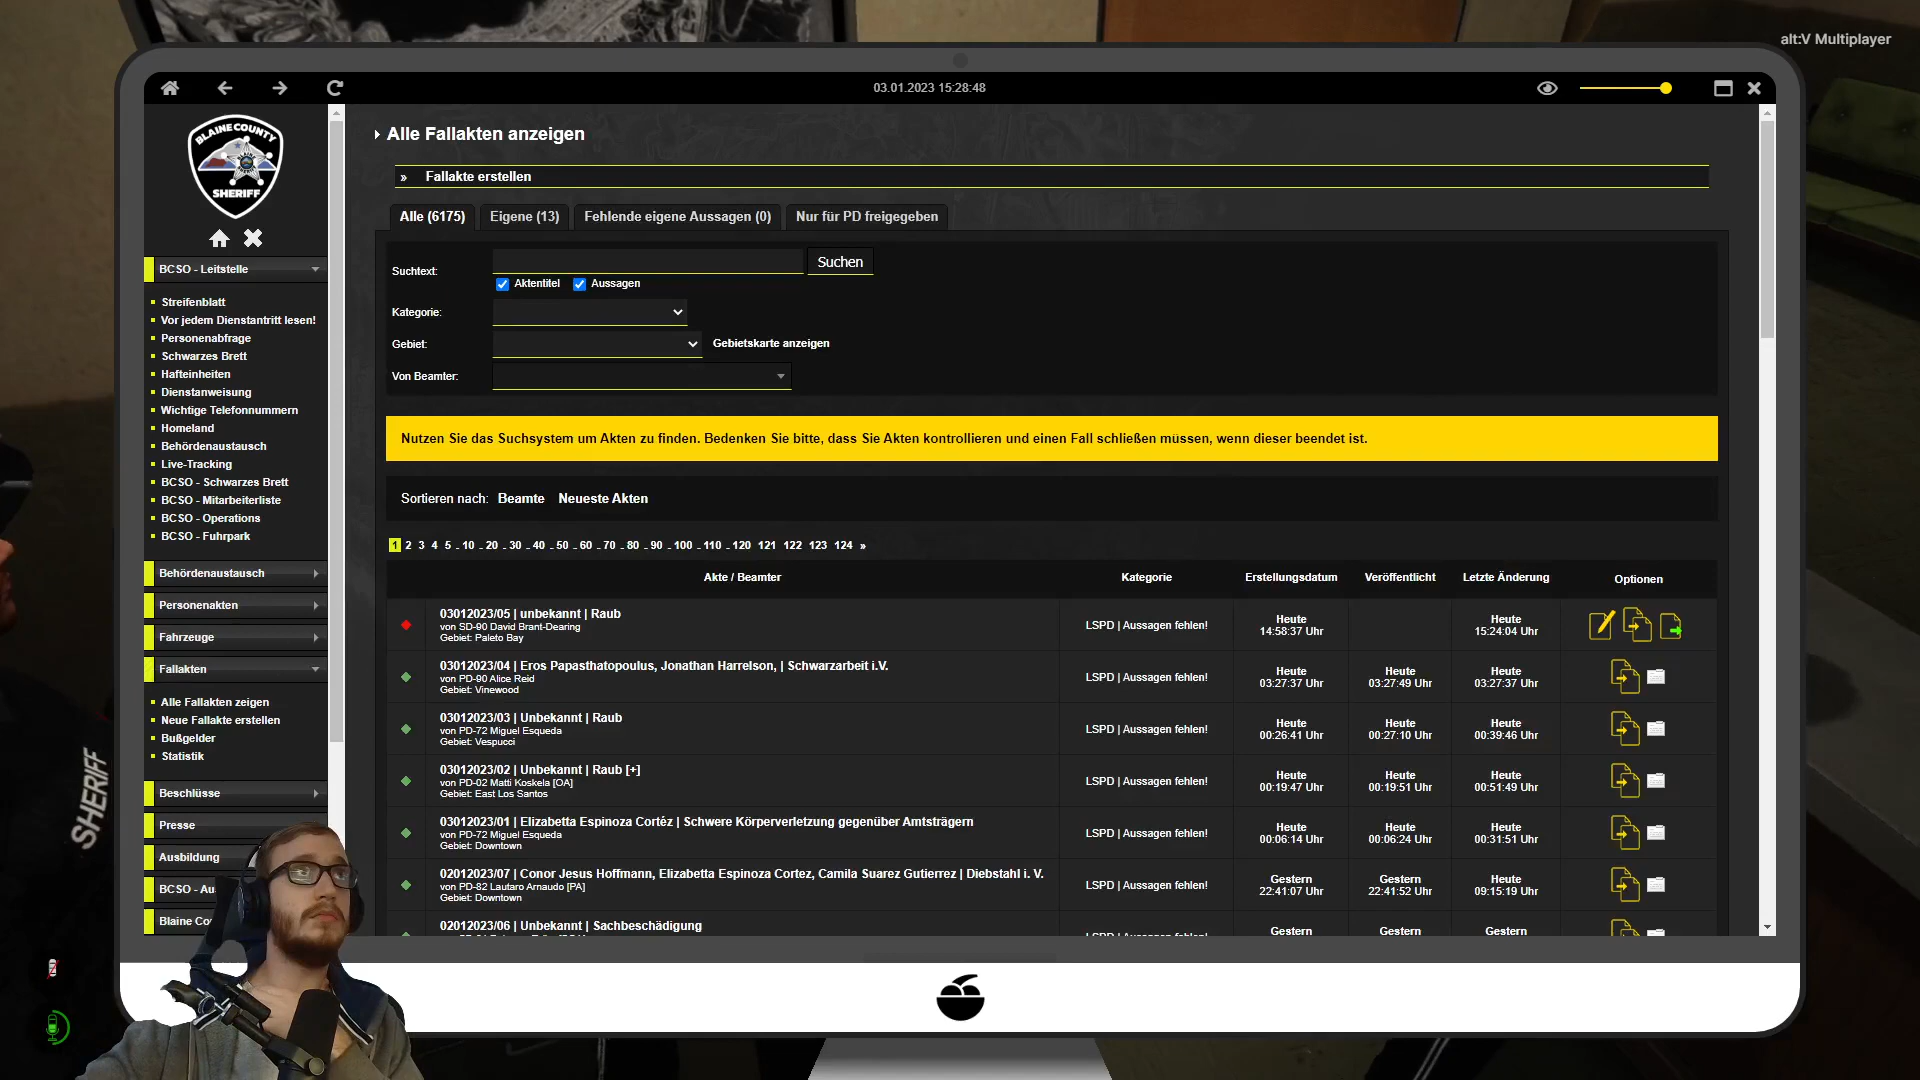 alt:V Multiplayer
03.01.2023 15:28:48
BLAINE COUNTY
SHERIFF
BCSO - Leitstelle
Streifenblatt
Vor jedem Dienstantritt lesen!
Personenabfrage
Schwarzes Brett
Hafteinheiten
Dienstanweisung
Wichtige Telefonnummern
Homeland
Behördenaustausch
Live-Tracking
BCSO - Schwarzes Brett
BCSO - Mitarbeiterliste
BCSO - Operations
BCSO - Fuhrpark
Behördenaustausch
Personenakten
Fahrzeuge
Fallakten
Alle Fallakten zeigen
Neue Fallakte erstellen
Bußgelder
Statistik
Beschlüsse
Presse
Ausbildung
BCSO - Au
Blaine Co
SHERIFF
Alle Fallakten anzeigen
» Fallakte erstellen
Alle (6175) Eigene (13) Fehlende eigene Aussagen (0) Nur für PD freigegeben
Suchtext: Suchen
Aktentitel Aussagen
Kategorie:
Gebiet: Gebietskarte anzeigen
Von Beamter:
Nutzen Sie das Suchsystem um Akten zu finden. Bedenken Sie bitte, dass Sie Akten kontrollieren und einen Fall schließen müssen, wenn dieser beendet ist.
Sortieren nach: Beamte Neueste Akten
1 2 3 4 5 .. 10 .. 20 .. 30 .. 40 .. 50 .. 60 .. 70 .. 80 .. 90 .. 100 .. 110 .. 120 121 122 123 124 »
Akte / Beamter Kategorie Erstellungsdatum Veröffentlicht Letzte Änderung Optionen
03012023/05 | unbekannt | Raub
von SD-90 David Brant-Dearing
Gebiet: Paleto Bay
LSPD | Aussagen fehlen!
Heute
14:58:37 Uhr
Heute
15:24:04 Uhr
03012023/04 | Eros Papasthatopoulus, Jonathan Harrelson, | Schwarzarbeit i.V.
von PD-90 Alice Reid
Gebiet: Vinewood
LSPD | Aussagen fehlen!
Heute
03:27:37 Uhr
Heute
03:27:49 Uhr
Heute
03:27:37 Uhr
03012023/03 | Unbekannt | Raub
von PD-72 Miguel Esqueda
Gebiet: Vespucci
LSPD | Aussagen fehlen!
Heute
00:26:41 Uhr
Heute
00:27:10 Uhr
Heute
00:39:46 Uhr
03012023/02 | Unbekannt | Raub [+]
von PD-02 Matti Koskela [OA]
Gebiet: East Los Santos
LSPD | Aussagen fehlen!
Heute
00:19:47 Uhr
Heute
00:19:51 Uhr
Heute
00:51:49 Uhr
03012023/01 | Elizabetta Espinoza Cortéz | Schwere Körperverletzung gegenüber Amtsträgern
von PD-72 Miguel Esqueda
Gebiet: Downtown
LSPD | Aussagen fehlen!
Heute
00:06:14 Uhr
Heute
00:06:24 Uhr
Heute
00:31:51 Uhr
02012023/07 | Conor Jesus Hoffmann, Elizabetta Espinoza Cortez, Camila Suarez Gutierrez | Diebstahl i. V.
von PD-82 Lautaro Arnaudo [PA]
Gebiet: Downtown
LSPD | Aussagen fehlen!
Gestern
22:41:07 Uhr
Gestern
22:41:52 Uhr
Heute
09:15:19 Uhr
02012023/06 | Unbekannt | Sachbeschädigung
LSPD | Aussagen fehlen!
Gestern
Gestern
Gestern